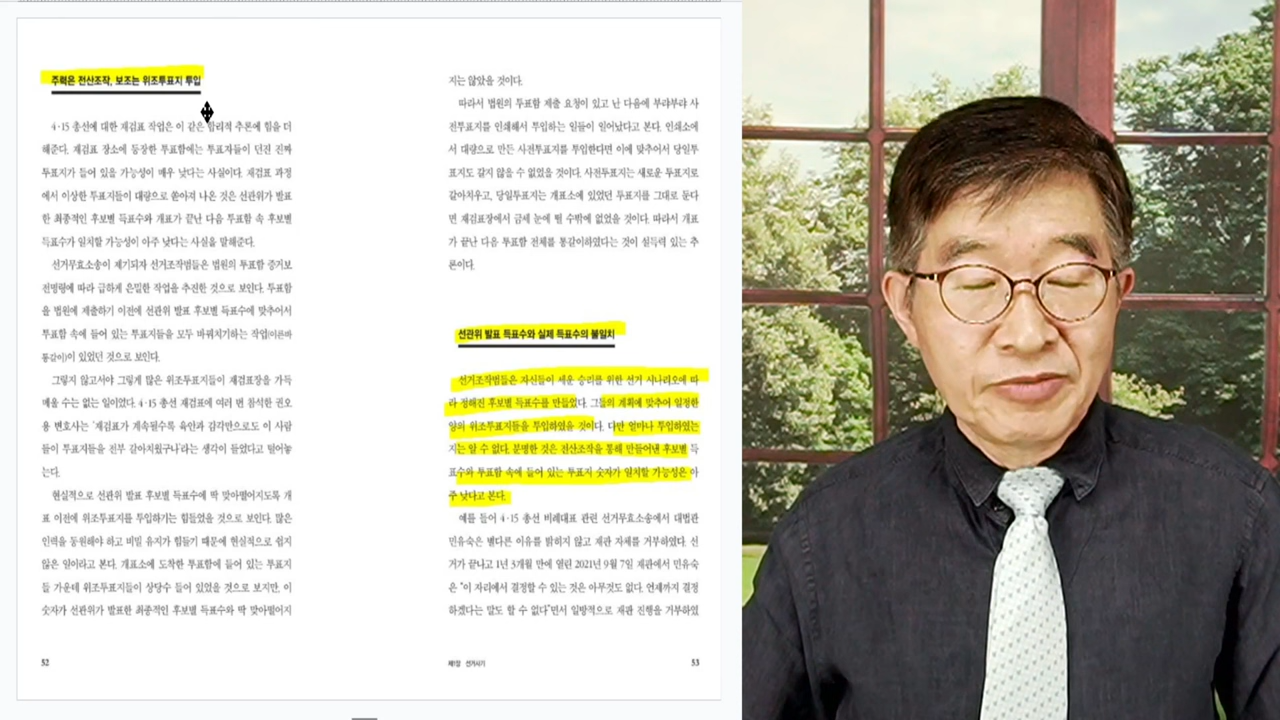 주력은 전산조작, 보조는 위조투표지 투입
4·15 총선에 대한 재검표 작업은 이 같은 합리적 추론에 힘을 더
해준다. 재검표 장소에 등장한 투표함에는 투표자들이 던진 진짜
투표지가 들어 있을 가능성이 매우 낮다는 사실이다. 재검표 과정
에서 이상한 투표지들이 대량으로 쏟아져 나온 것은 선관위가 발표
한 최종적인 후보별 득표수와 개표가 끝난 다음 투표함 속 후보별
득표수가 일치할 가능성이 아주 낮다는 사실을 말해준다.
선거무효소송이 제기되자 선거조작범들은 법원의 투표함 증거보
전명령에 따라 급하게 은밀한 작업을 추진한 것으로 보인다. 투표함
을 법원에 제출하기 이전에 선관위 발표 후보별 득표수에 맞추어서
투표함 속에 들어 있는 투표지들을 모두 바꿔치기하는 작업(이른바
통갈이)이 있었던 것으로 보인다.
그렇지 않고서야 그렇게 많은 위조투표지들이 재검표장을 가득
메울 수는 없는 일이었다. 4·15 총선 재검표에 여러 번 참석한 권오
용 변호사는 '재검표가 계속될수록 육안과 감각만으로도 이 사람
들이 투표지들을 전부 갈아치웠구나'라는 생각이 들었다고 털어놓
는다.
현실적으로 선관위 발표 후보별 득표수에 딱 맞아떨어지도록 개
표 이전에 위조투표지를 투입하기는 힘들었을 것으로 보인다. 많은
인력을 동원해야 하고 비밀 유지가 힘들기 때문에 현실적으로 쉽지
않은 일이라고 본다. 개표소에 도착한 투표함에 들어 있는 투표지
들 가운데 위조투표지들이 상당수 들어 있었을 것으로 보지만, 이
숫자가 선관위가 발표한 최종적인 후보별 득표수와 딱 맞아떨어지
52
지는 않았을 것이다.
따라서 법원의 투표함 제출 요청이 있고 난 다음에 부랴부랴 사
전투표지를 인쇄해서 투입하는 일들이 일어났다고 본다. 인쇄소에
서 대량으로 만든 사전투표지를 투입한다면 이에 맞추어서 당일투
표지도 갈지 않을 수 없었을 것이다. 사전투표지는 새로운 투표지로
갈아치우고, 당일투표지는 개표소에 있었던 투표지를 그대로 둔다
면 재검표장에서 금세 눈에 띌 수밖에 없었을 것이다. 따라서 개표
가 끝난 다음 투표함 전체를 통갈이하였다는 것이 설득력 있는 추
론이다.
선관위 발표 득표수와 실제 득표수의 불일치
선거조작범들은 자신들이 세운 승리를 위한 선거 시나리오에 따
라 정해진 후보별 득표수를 만들었다. 그들의 계획에 맞추어 일정한
양의 위조투표지들을 투입하였을 것이다. 다만 얼마나 투입하였는
지는 알 수 없다. 분명한 것은 전산조작을 통해 만들어낸 후보별 득
표수와 투표함 속에 들어 있는 투표지 숫자가 일치할 가능성은 아
주 낮다고 본다.
예를 들어 4·15 총선 비례대표 관련 선거무효소송에서 대법관
민유숙은 별다른 이유를 밝히지 않고 재판 자체를 거부하였다. 선
거가 끝나고 1년 3개월 만에 열린 2021년 9월 7일 재판에서 민유숙
은 "이 자리에서 결정할 수 있는 것은 아무것도 없다. 언제까지 결정
하겠다는 말도 할 수 없다"면서 일방적으로 재판 진행을 거부하였
제1장 선거사기
53